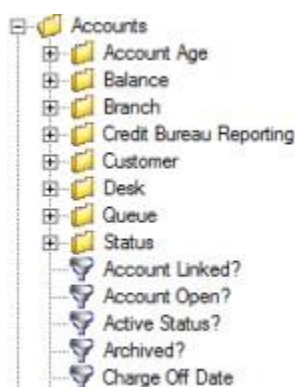 Accounts
Account Age
Balance
Branch
Credit Bureau Reporting
Customer
Desk
Queue
Status
Account Linked?
Account Open?
Active Status?
Archived?
Charge Off Date